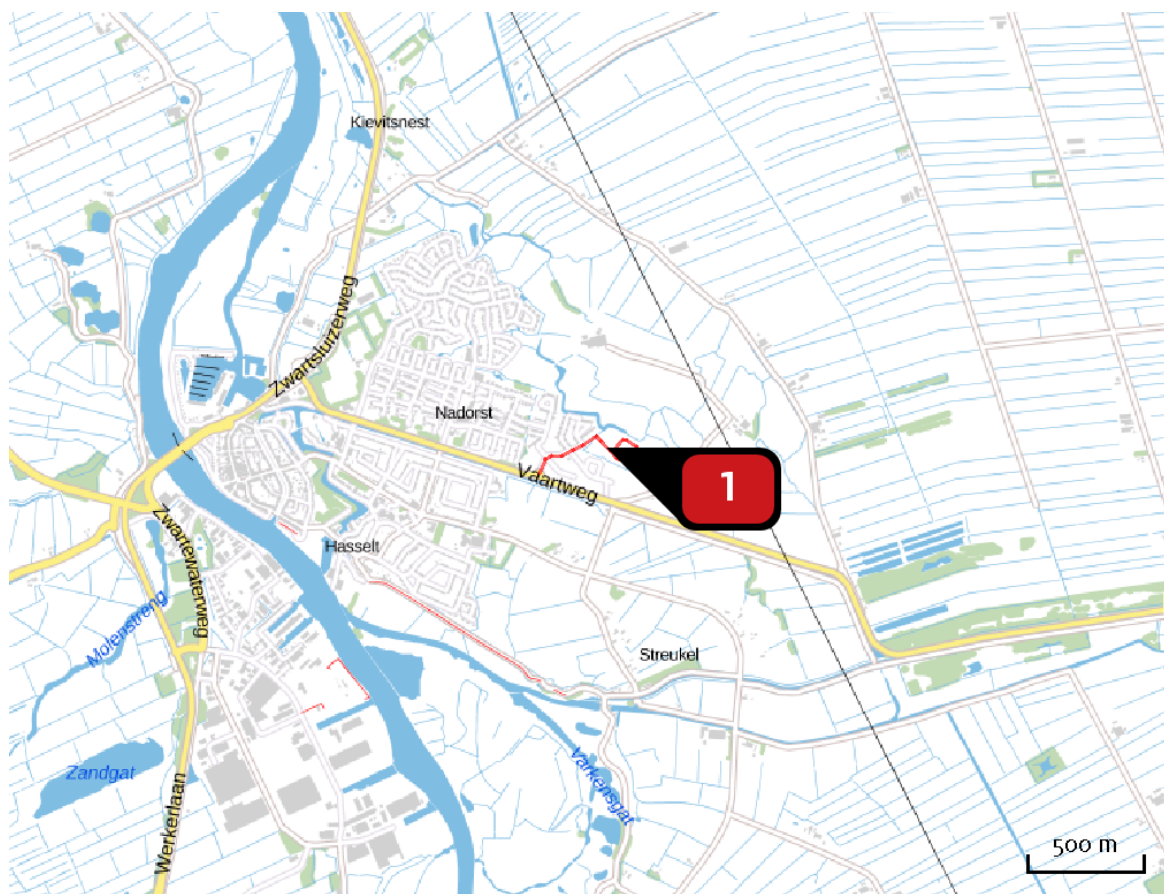 Kievitsnest
Zwartsluizerweg
Nadorst
1
Vaartweg
Hasselt
Zwartewaterweg
Molenstreng
Streukel
Varkensgat
Zandgat
Werkerlaan
500 m